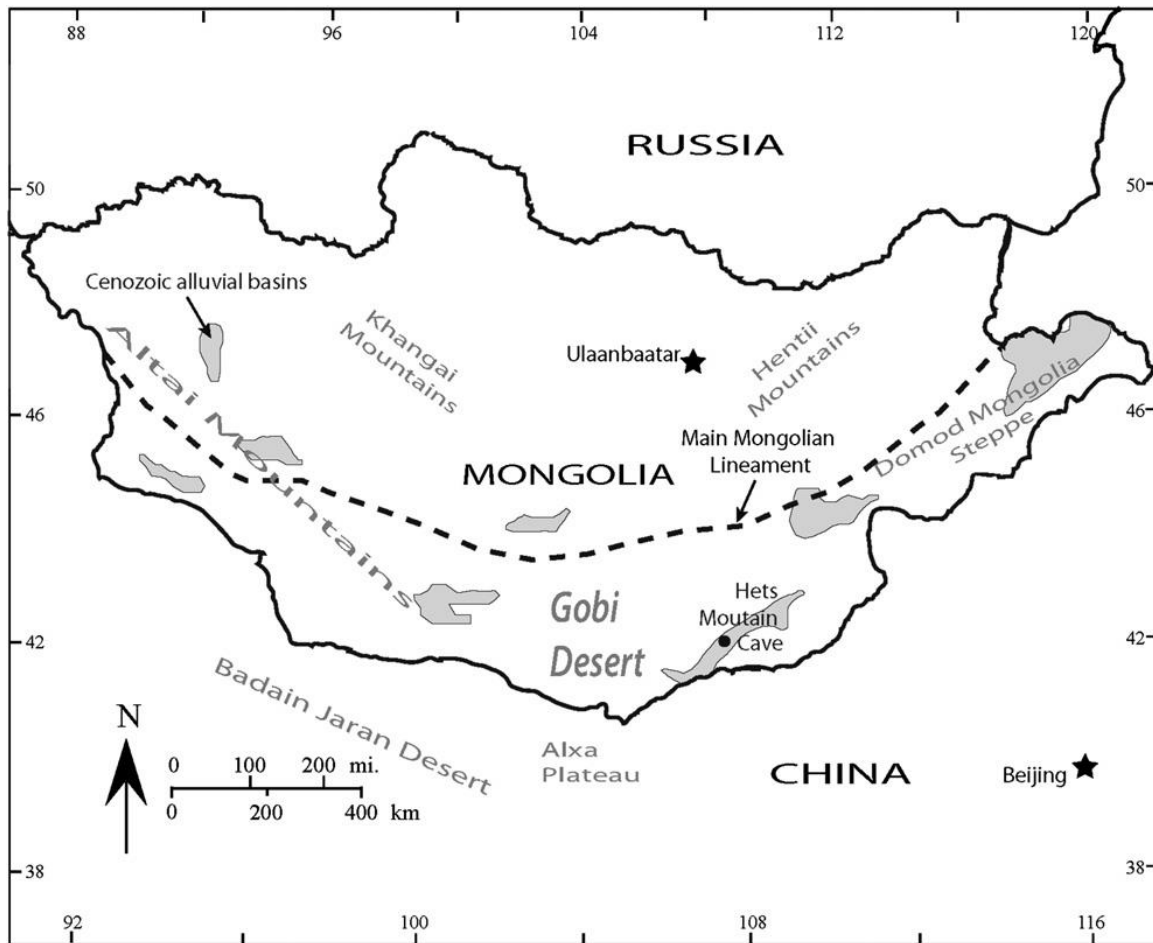 88 96 104 112 120
RUSSIA
50 50
Cenozoic alluvial basins
Altai Mountains
Khangai
Mountains
Ulaanbaatar
Hentii
Mountains
46 46
Domod Mongolia
Steppe
Main Mongolian
Lineament
MONGOLIA
Gobi
Desert
Hets
Moutain
Cave
42 42
Badain Jaran Desert
Alxa
Plateau
CHINA
Beijing
N
0 100 200 mi.
0 200 400 km
38 38
92 100 108 116